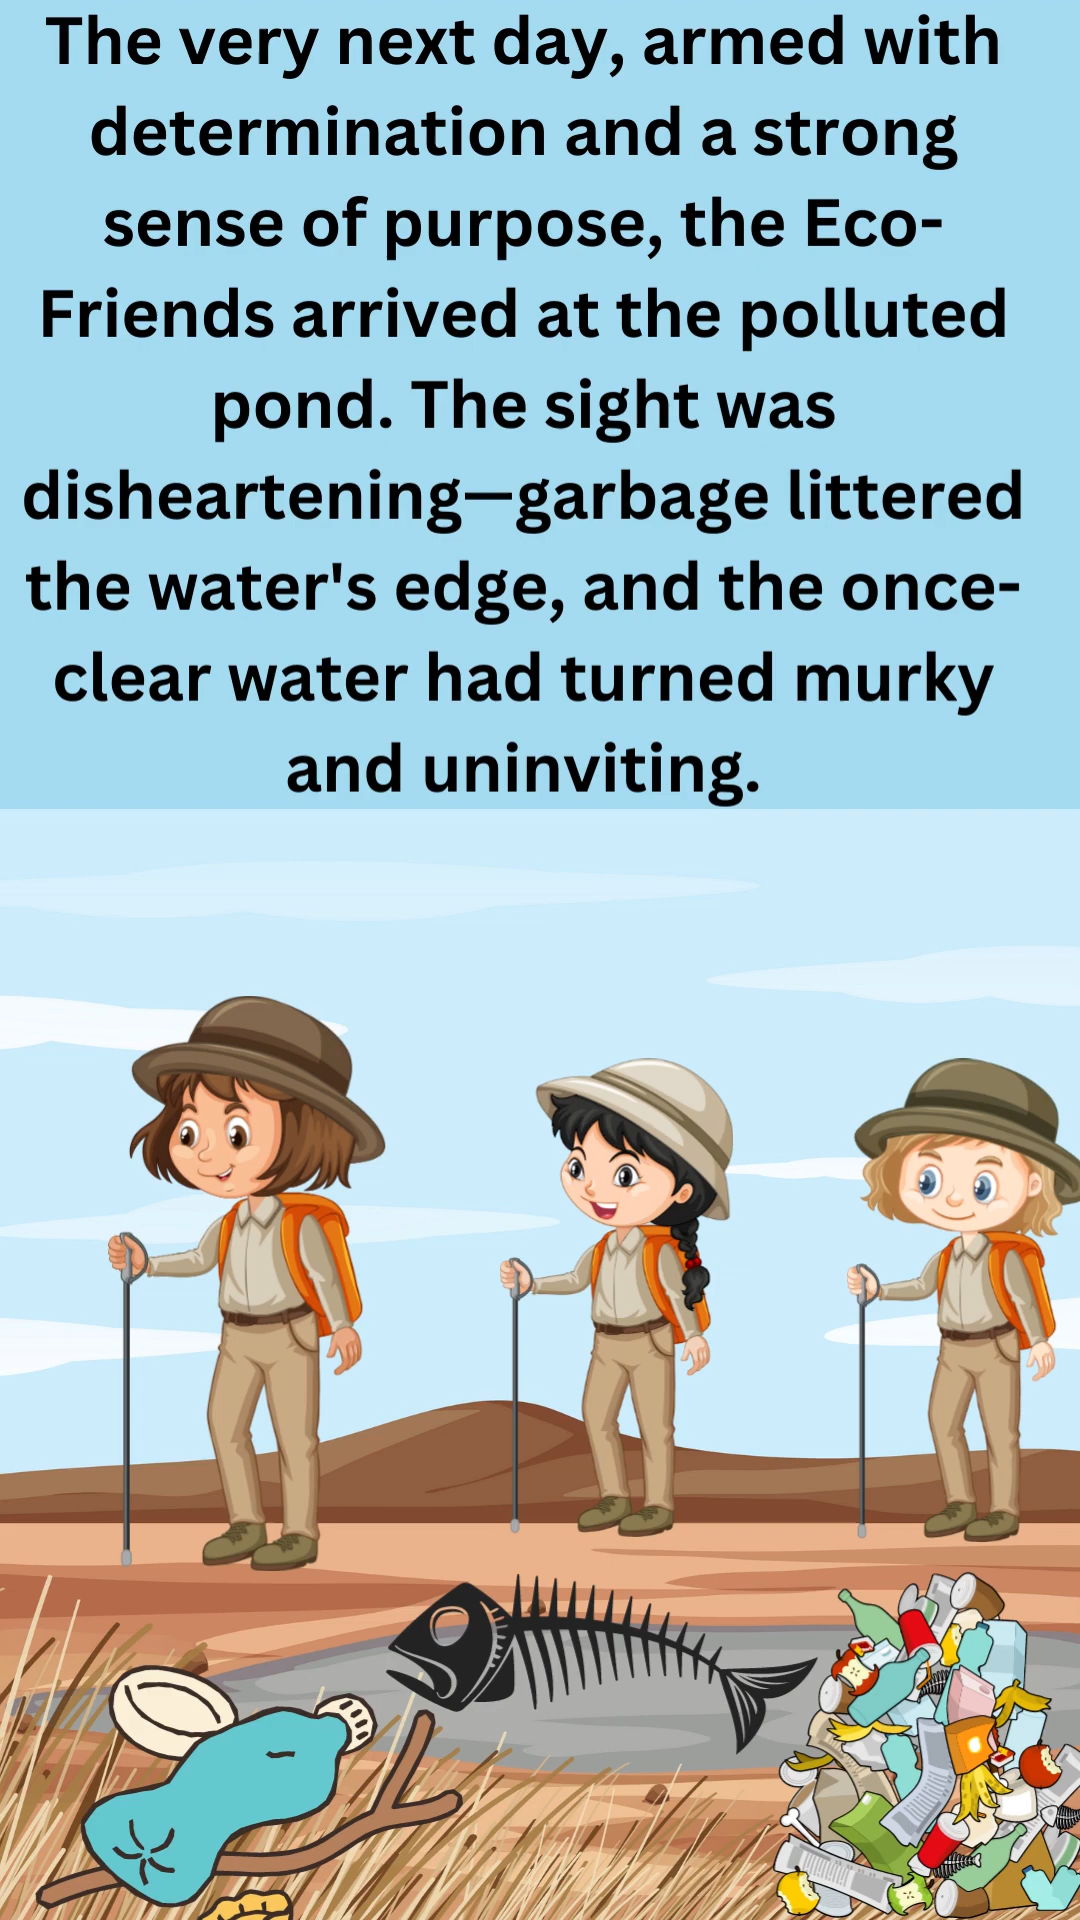 The very next day, armed with
determination and a strong
sense of purpose, the Eco-
Friends arrived at the polluted
pond. The sight was
disheartening—garbage littered
the water's edge, and the once-
clear water had turned murky
and uninviting.